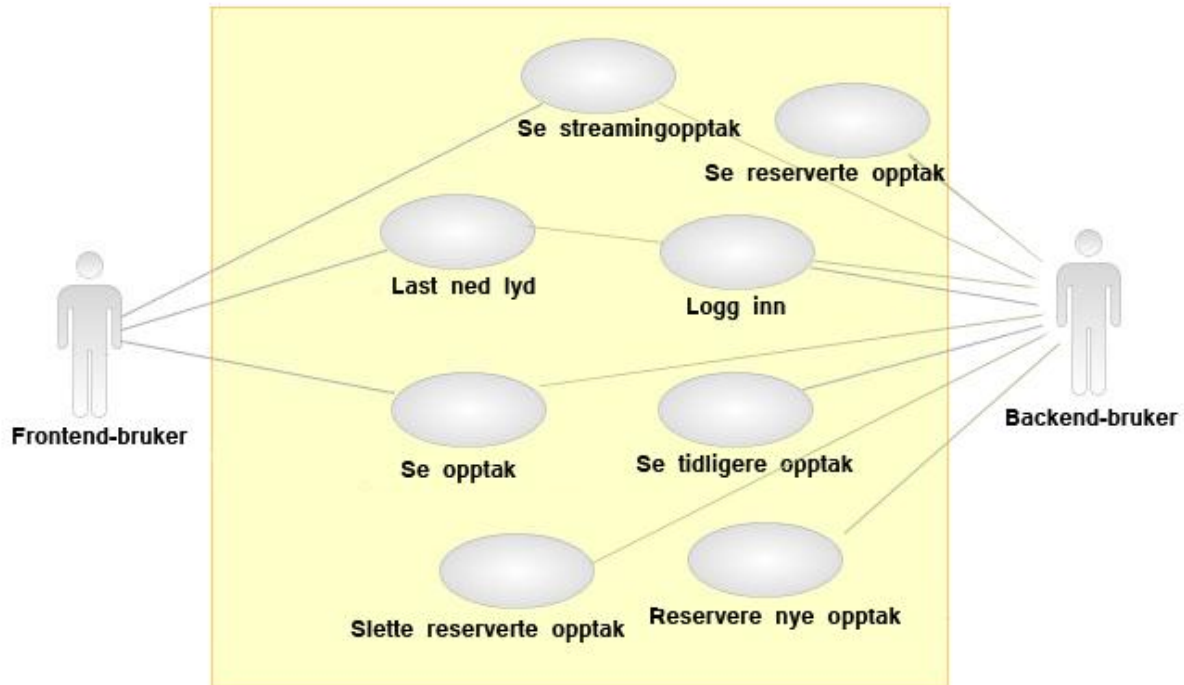 Se streamingopptak
Se reserverte opptak
Last ned lyd
Logg inn
Frontend-bruker
Backend-bruker
Se opptak
Se tidligere opptak
Slette reserverte opptak
Reservere nye opptak